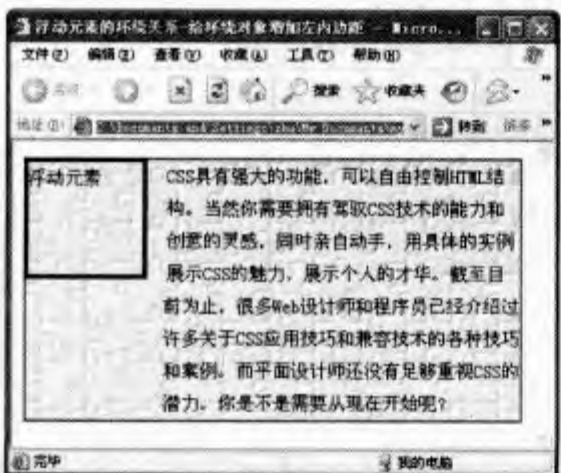 浮动元素的环绕关系-给环绕对象增加左内边距 - Micro...
文件(F) 编辑(E) 查看(V) 收藏(A) 工具(T) 帮助(H)
搜索 收藏夹
地址(D) 转到
浮动元素
CSS具有强大的功能，可以自由控制HTML结
构。当然你需要拥有驾驭CSS技术的能力和
创意的灵感，同时亲自动手，用具体的实例
展示CSS的魅力，展示个人的才华。截至目
前为止，很多Web设计师和程序员已经介绍过
许多关于CSS应用技巧和兼容技术的各种技巧
和案例。而平面设计师还没有足够重视CSS的
潜力。你是不是需要从现在开始呢？
完毕 我的电脑